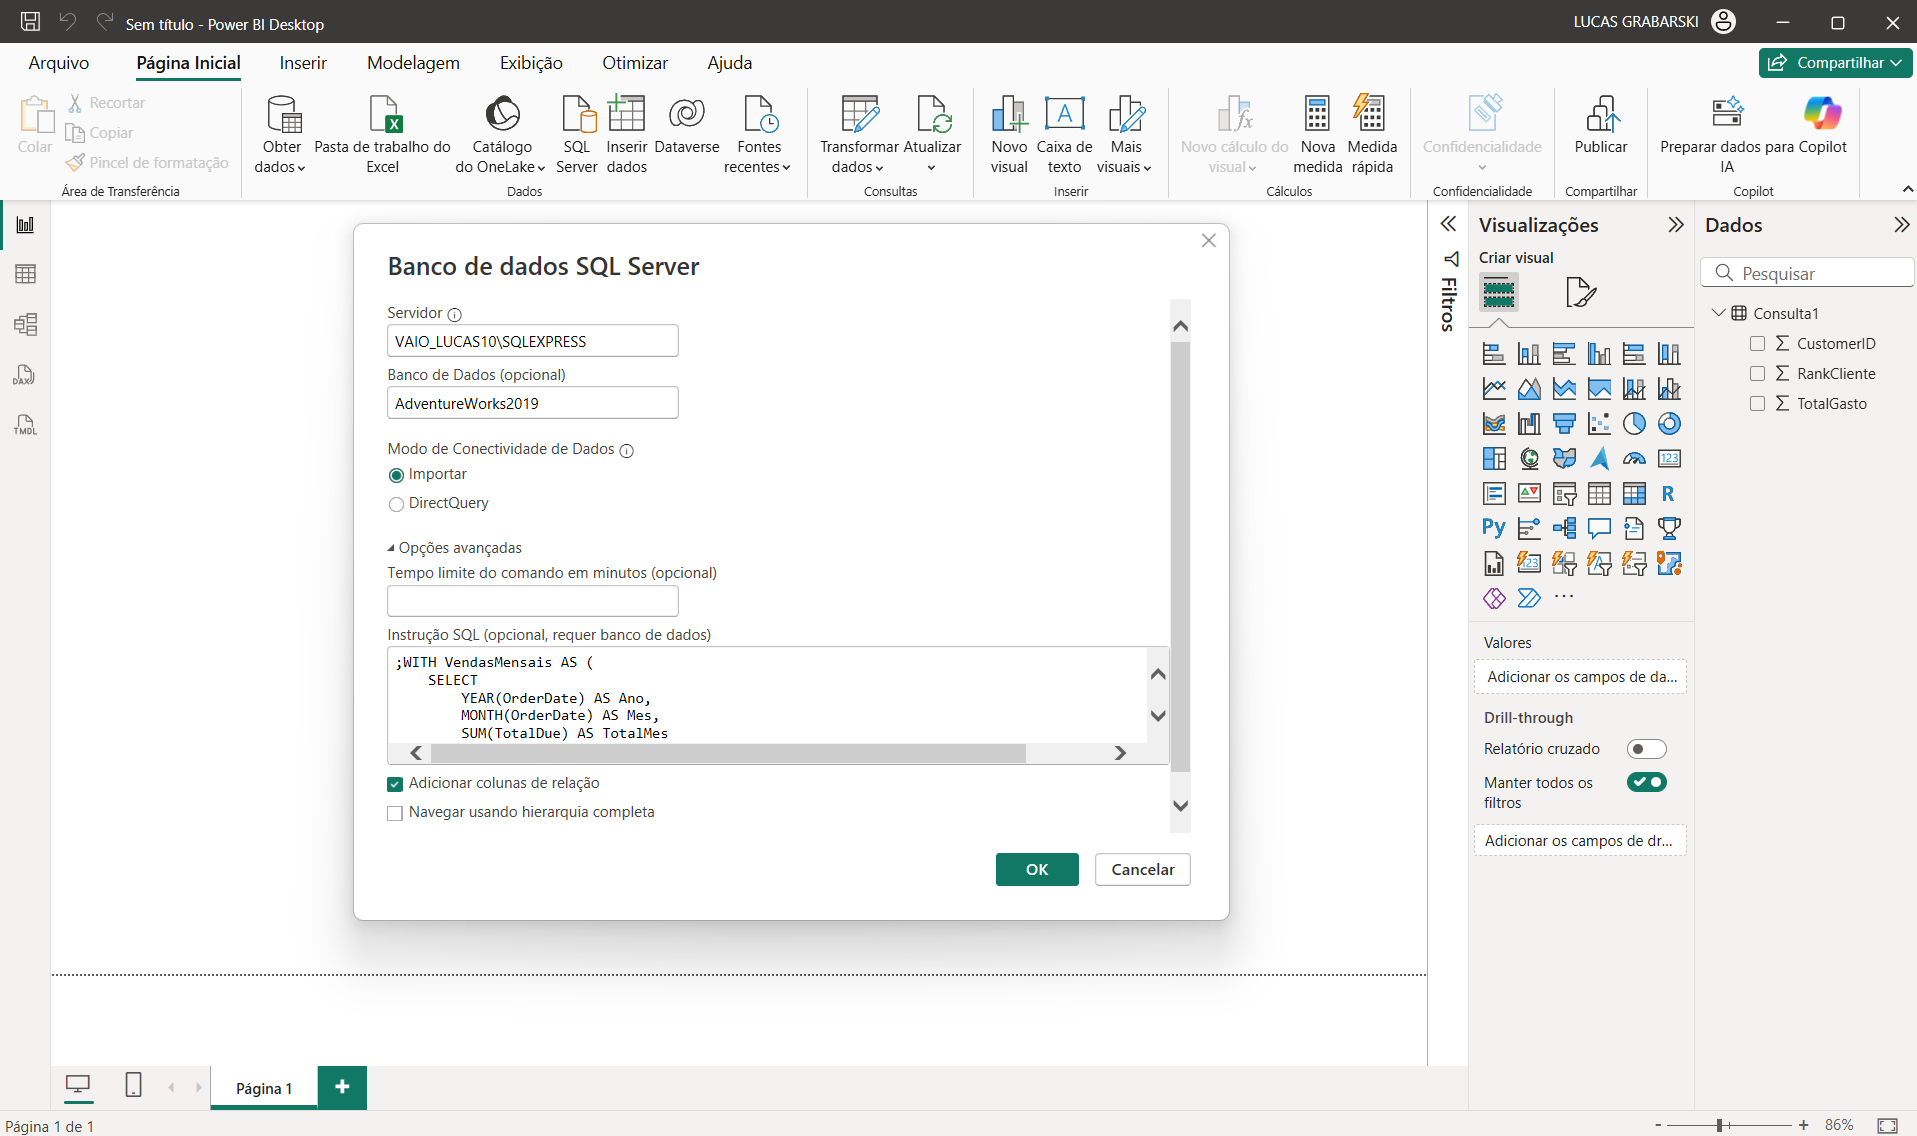 Sem título - Power BI Desktop
LUCAS GRABARSKI
Arquivo
Página Inicial
Inserir
Modelagem
Exibição
Otimizar
Ajuda
Compartilhar
Colar
Recortar
Copiar
Pincel de formatação
Área de Transferência
Obter dados
Pasta de trabalho do Excel
Catálogo do OneLake
SQL Server
Inserir dados
Dataverse
Fontes recentes
Dados
Transformar dados
Atualizar
Consultas
Novo visual
Caixa de texto
Mais visuais
Inserir
Novo cálculo do visual
Nova medida
Medida rápida
Cálculos
Confidencialidade
Confidencialidade
Publicar
Compartilhar
Preparar dados para IA
Copilot
Copilot
DAX
TMDL
Banco de dados SQL Server
Servidor
VAIO_LUCAS10\SQLEXPRESS
Banco de Dados (opcional)
AdventureWorks2019
Modo de Conectividade de Dados
Importar
DirectQuery
Opções avançadas
Tempo limite do comando em minutos (opcional)
Instrução SQL (opcional, requer banco de dados)
;WITH VendasMensais AS (
    SELECT
        YEAR(OrderDate) AS Ano,
        MONTH(OrderDate) AS Mes,
        SUM(TotalDue) AS TotalMes
Adicionar colunas de relação
Navegar usando hierarquia completa
OK
Cancelar
Filtros
Visualizações
Criar visual
123
R
Py
123
Valores
Adicionar os campos de da...
Drill-through
Relatório cruzado
Manter todos os filtros
Adicionar os campos de dr...
Dados
Pesquisar
Consulta1
CustomerID
RankCliente
TotalGasto
Página 1
Página 1 de 1
86%